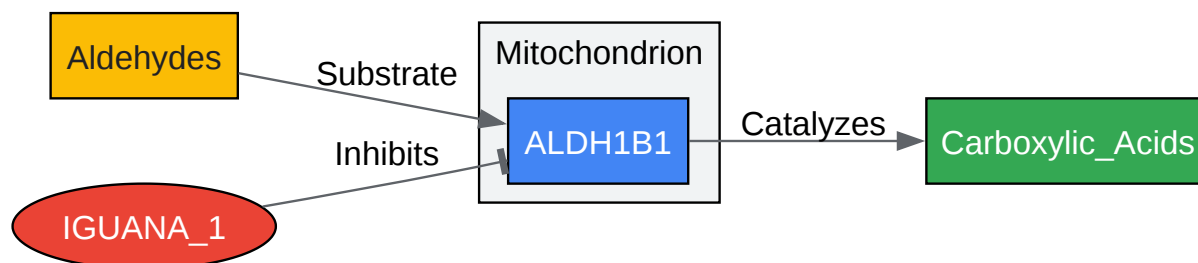 Aldehydes
Substrate
Inhibits
IGUANA_1
Mitochondrion
ALDH1B1
Catalyzes
Carboxylic_Acids